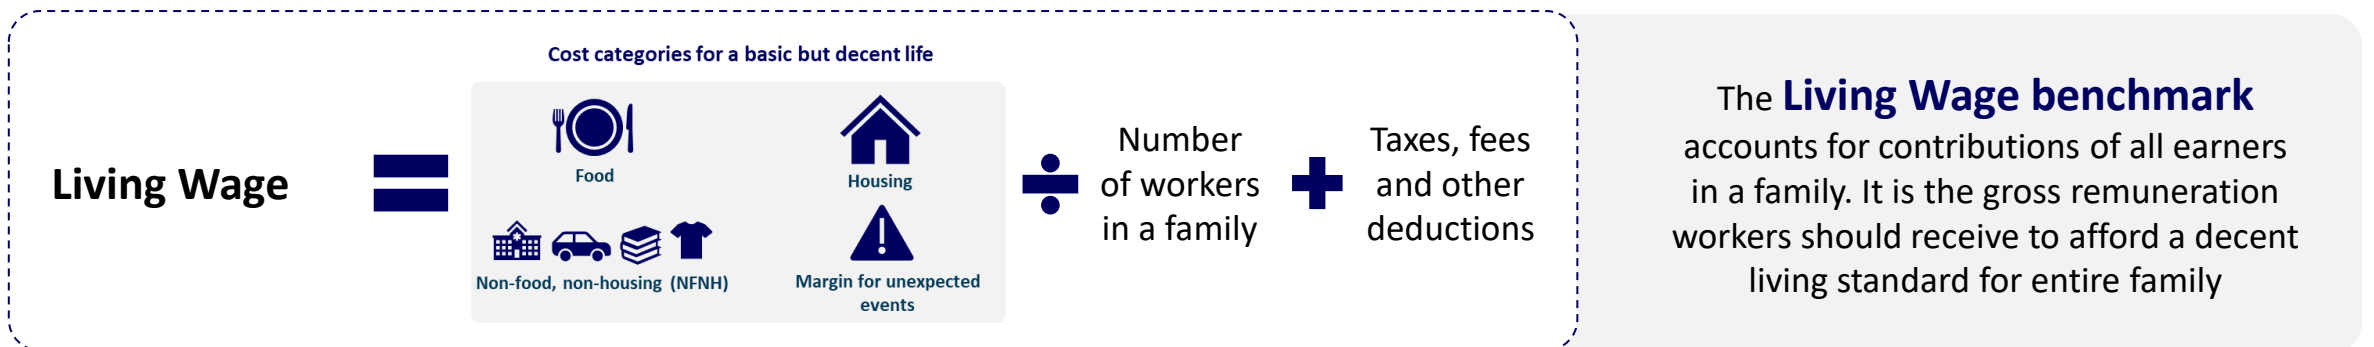 Cost categories for a basic but decent life
Living Wage
Food
Housing
Non-food, non-housing (NFNH)
Margin for unexpected
events
Number
of workers
in a family
Taxes, fees
and other
deductions
The Living Wage benchmark
accounts for contributions of all earners
in a family. It is the gross remuneration
workers should receive to afford a decent
living standard for entire family